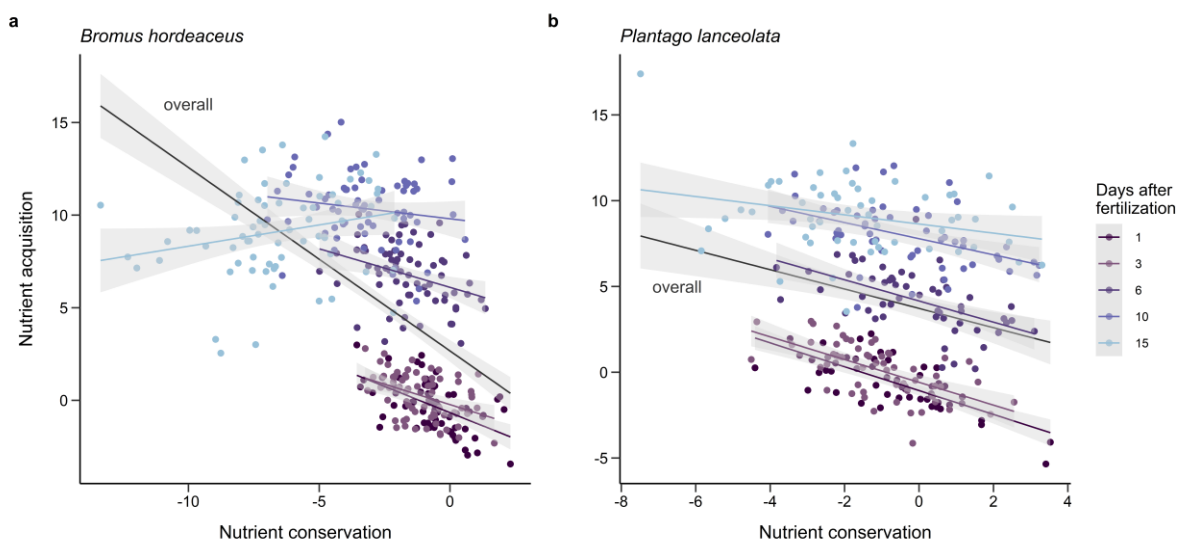 a
Bromus hordeaceus
overall
15
10
5
0
-10
-5
0
Nutrient acquisition
Nutrient conservation
b
Plantago lanceolata
overall
15
10
5
0
-5
-8
-6
-4
-2
0
2
4
Nutrient conservation
Days after
fertilization
1
3
6
10
15